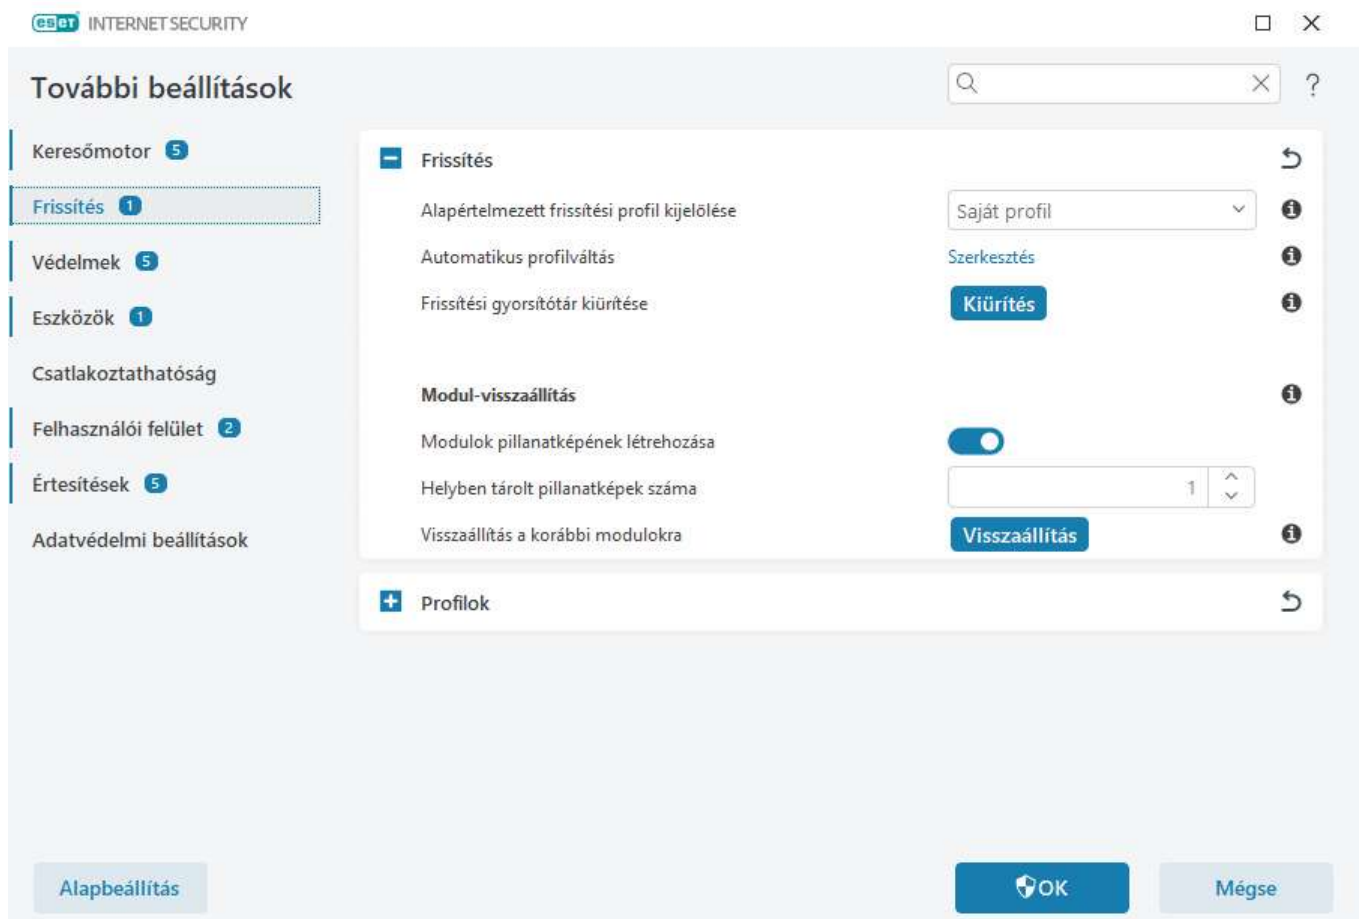 eset INTERNET SECURITY
További beállítások
?
Keresőmotor 5
Frissítés 1
Védelmek 5
Eszközök 1
Csatlakoztathatóság
Felhasználói felület 2
Értesítések 5
Adatvédelmi beállítások
Frissítés
Alapértelmezett frissítési profil kijelölése
Saját profil
Automatikus profilváltás
Szerkesztés
Frissítési gyorsítótár kiürítése
Kiürítés
Modul-visszaállítás
Modulok pillanatképének létrehozása
Helyben tárolt pillanatképek száma
1
Visszaállítás a korábbi modulokra
Visszaállítás
Profilok
Alapbeállítás
OK
Mégse